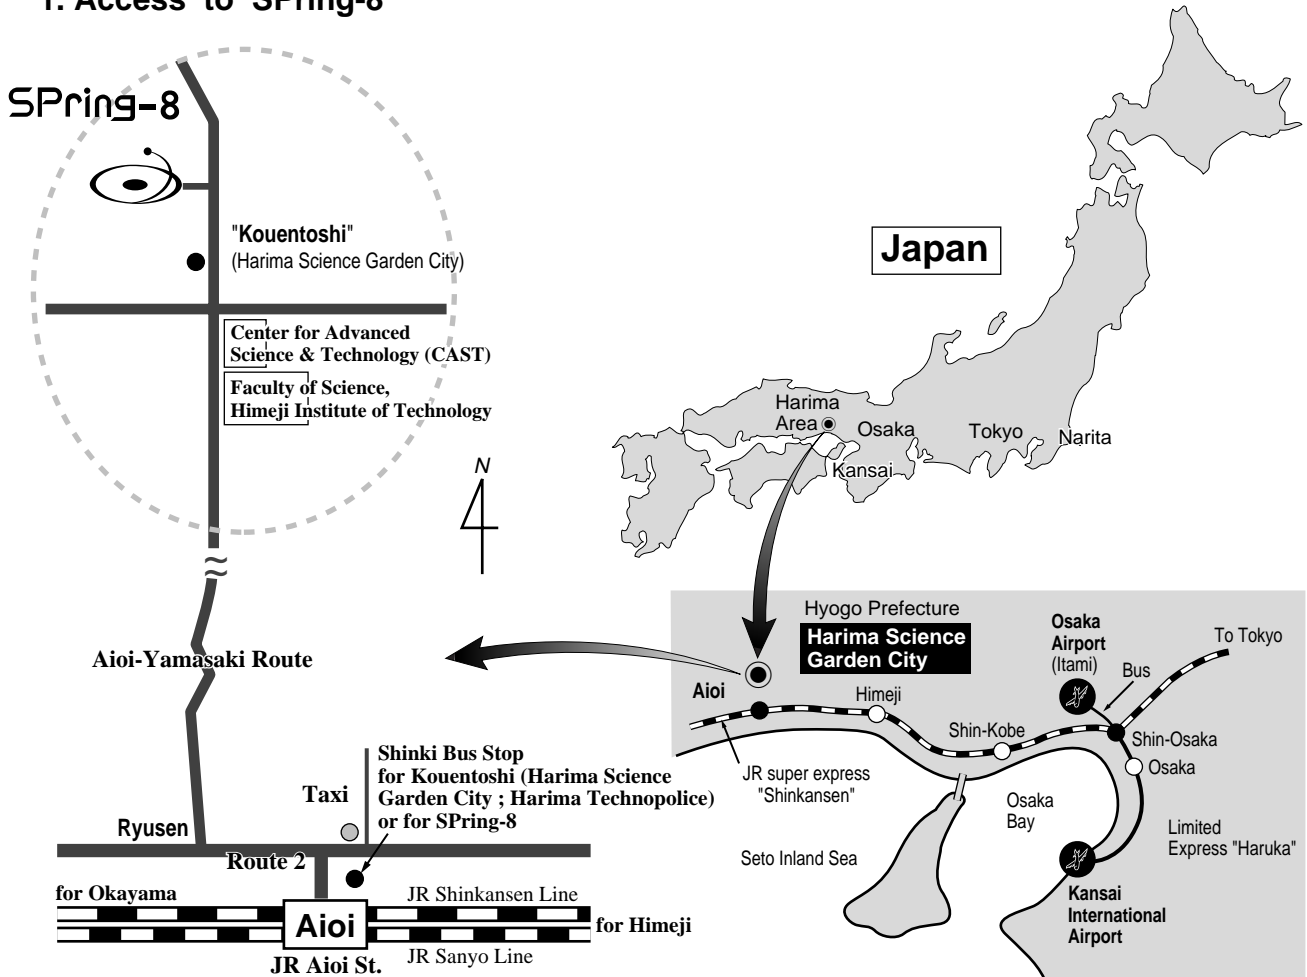 1. Access to SPring-8
SPring-8
"Kouentoshi"
(Harima Science Garden City)
Center for Advanced
Science & Technology (CAST)
Faculty of Science,
Himeji Institute of Technology
N
Aioi-Yamasaki Route
Shinki Bus Stop
for Kouentoshi (Harima Science
Garden City ; Harima Technopolice)
or for SPring-8
Taxi
Ryusen
Route 2
for Okayama
JR Shinkansen Line
Aioi
for Himeji
JR Sanyo Line
JR Aioi St.
Japan
Harima
Area
Osaka
Tokyo
Narita
Kansai
Hyogo Prefecture
Harima Science
Garden City
Osaka
Airport
(Itami)
To Tokyo
Bus
Aioi
Himeji
Shin-Kobe
Shin-Osaka
Osaka
JR super express
"Shinkansen"
Osaka
Bay
Limited
Express "Haruka"
Seto Inland Sea
Kansai
International
Airport